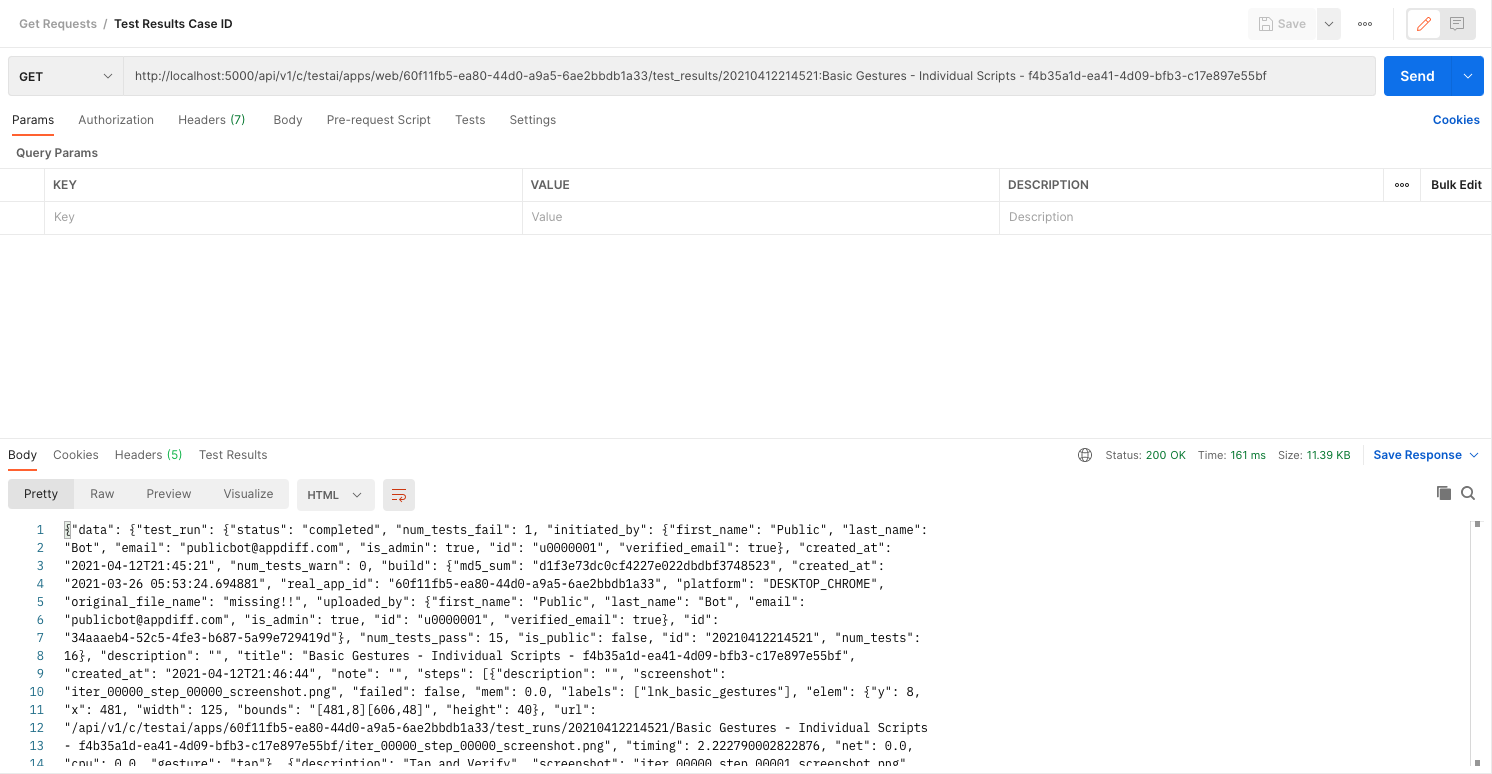 Get Requests / Test Results Case ID
Save
GET
http://localhost:5000/api/v1/c/testai/apps/web/60f11fb5-ea80-44d0-a9a5-6ae2bbdb1a33/test_results/20210412214521:Basic Gestures - Individual Scripts - f4b35a1d-ea41-4d09-bfb3-c17e897e55bf
Send
Params Authorization Headers (7) Body Pre-request Script Tests Settings Cookies
Query Params
KEY VALUE DESCRIPTION Bulk Edit
Key Value Description
Body Cookies Headers (5) Test Results Status: 200 OK Time: 161 ms Size: 11.39 KB Save Response
Pretty Raw Preview Visualize HTML
1 {"data": {"test_run": {"status": "completed", "num_tests_fail": 1, "initiated_by": {"first_name": "Public", "last_name":
2 "Bot", "email": "publicbot@appdiff.com", "is_admin": true, "id": "u0000001", "verified_email": true}, "created_at":
3 "2021-04-12T21:45:21", "num_tests_warn": 0, "build": {"md5_sum": "d1f3e73dc0cf4227e022dbdbf3748523", "created_at":
4 "2021-03-26 05:53:24.694881", "real_app_id": "60f11fb5-ea80-44d0-a9a5-6ae2bbdb1a33", "platform": "DESKTOP_CHROME",
5 "original_file_name": "missing!!", "uploaded_by": {"first_name": "Public", "last_name": "Bot", "email":
6 "publicbot@appdiff.com", "is_admin": true, "id": "u0000001", "verified_email": true}, "id":
7 "34aaaeb4-52c5-4fe3-b687-5a99e729419d"}, "num_tests_pass": 15, "is_public": false, "id": "20210412214521", "num_tests":
8 16}, "description": "", "title": "Basic Gestures - Individual Scripts - f4b35a1d-ea41-4d09-bfb3-c17e897e55bf",
9 "created_at": "2021-04-12T21:46:44", "note": "", "steps": [{"description": "", "screenshot":
10 "iter_00000_step_00000_screenshot.png", "failed": false, "mem": 0.0, "labels": ["lnk_basic_gestures"], "elem": {"y": 8,
11 "x": 481, "width": 125, "bounds": "[481,8][606,48]", "height": 40}, "url":
12 "/api/v1/c/testai/apps/60f11fb5-ea80-44d0-a9a5-6ae2bbdb1a33/test_runs/20210412214521/Basic Gestures - Individual Scripts
13 - f4b35a1d-ea41-4d09-bfb3-c17e897e55bf/iter_00000_step_00000_screenshot.png", "timing": 2.222790002822876, "net": 0.0,
14 "cpu": 0.0, "gesture": "tap"}, {"description": "Tap and Verify", "screenshot": "iter_00000_step_00001_screenshot.png",